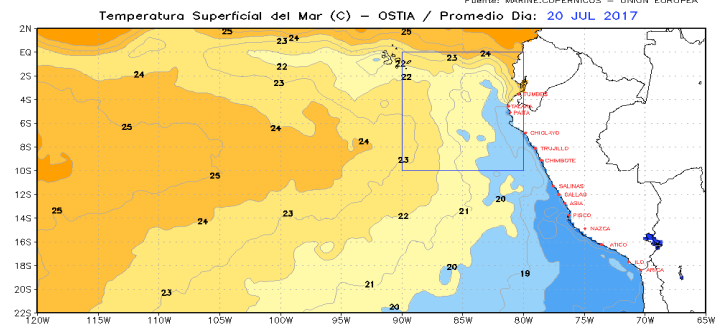 Fuente: MARINE.COPERNICUS – UNION EUROPEA
Temperatura Superficial del Mar (C) – OSTIA / Promedio Dia: 20 JUL 2017
2N
EQ
2S
4S
6S
8S
10S
12S
14S
16S
18S
20S
22S
120W 115W 110W 105W 100W 95W 90W 85W 80W 75W 70W 65W
25 25
23 24 24
22 22 23
24 23 22
24
25 24
23
25
20
25 24 23 22 21
20 19
23 21
20
TUMBES
TALARA
PAITA
CHICLAYO
TRUJILLO
CHIMBOTE
SALINAS
CALLAO
ASIA
PISCO
NAZCA
ATICO
ILO
ARICA